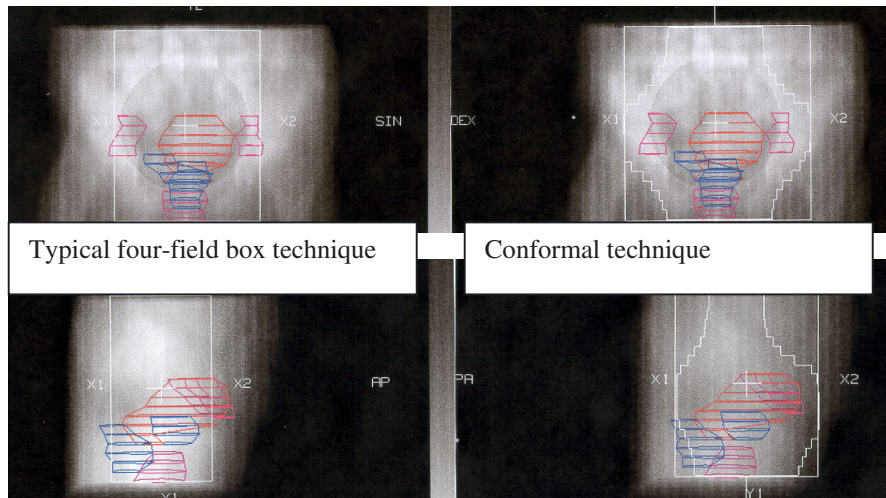 X1
X2
SIN
DEX
X1
X2
Typical four-field box technique
Conformal technique
X1
X2
AP
PA
X1
X2
Y1
Y1